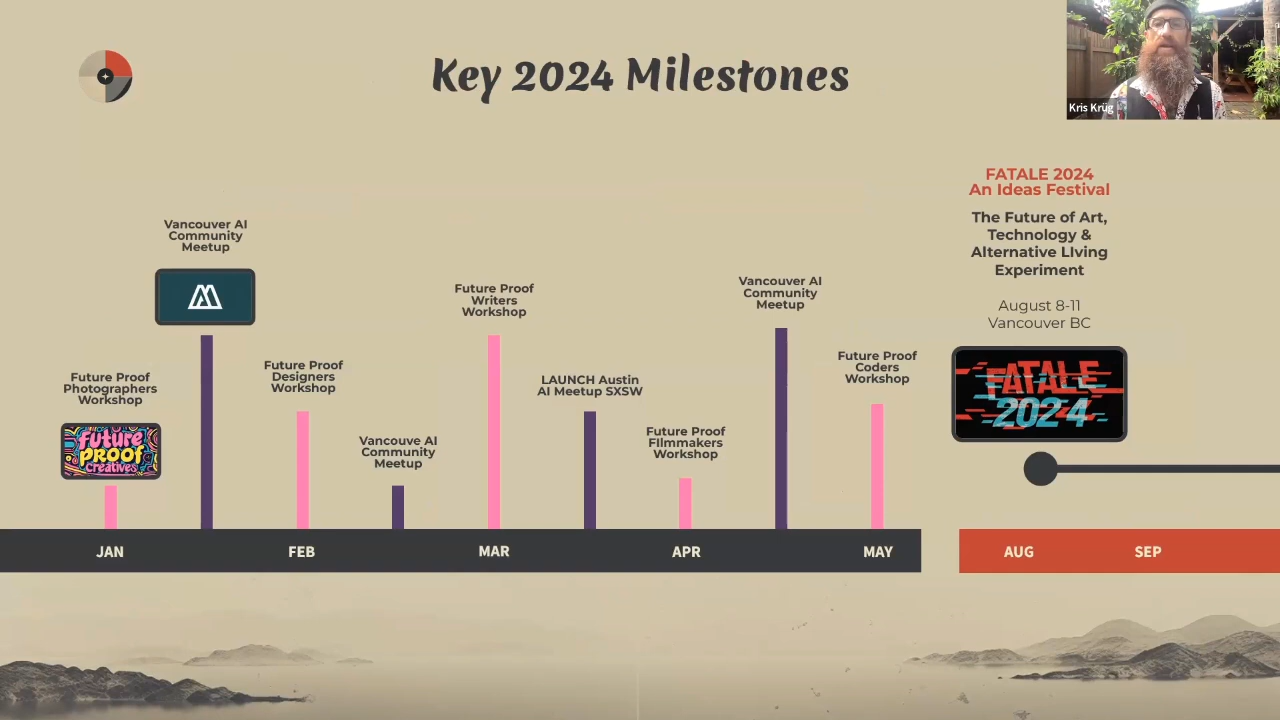 Key 2024 Milestones
Kris Krüg
FATALE 2024
An Ideas Festival
The Future of Art,
Technology &
Alternative LIving
Experiment
August 8-11
Vancouver BC
FATALE
2024
Vancouver AI
Community
Meetup
Future Proof
Photographers
Workshop
Future
PROOF
Creatives
Future Proof
Designers
Workshop
Vancouve AI
Community
Meetup
Future Proof
Writers
Workshop
LAUNCH Austin
AI Meetup SXSW
Future Proof
FIlmmakers
Workshop
Vancouver AI
Community
Meetup
Future Proof
Coders
Workshop
JAN
FEB
MAR
APR
MAY
AUG
SEP